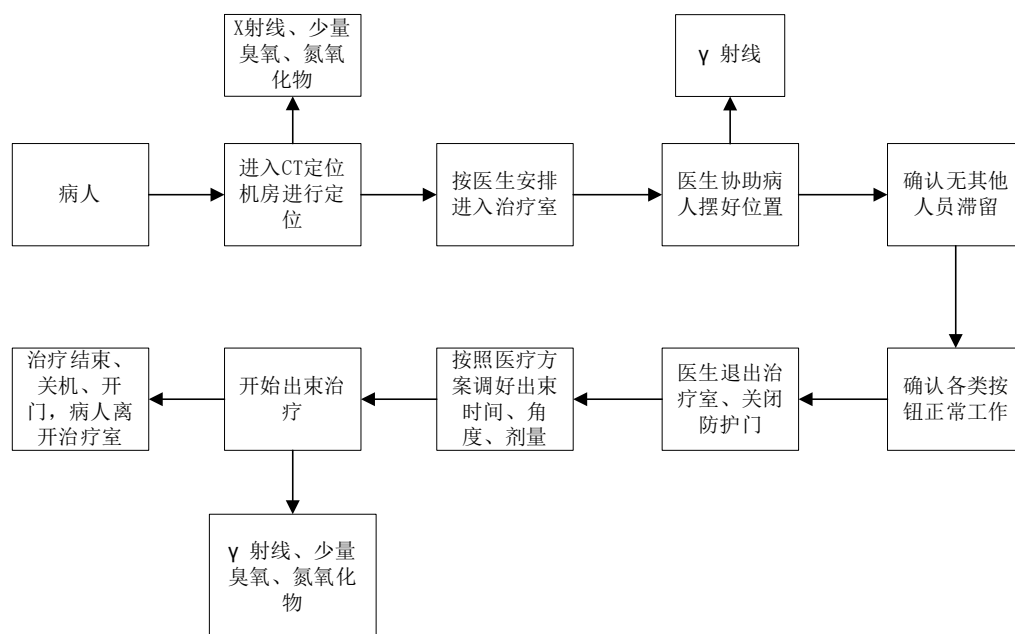 X射线、少量
臭氧、氮氧
化物
γ 射线
病人
进入CT定位
机房进行定
位
按医生安排
进入治疗室
医生协助病
人摆好位置
确认无其他
人员滞留
治疗结束、
关机、开
门，病人离
开治疗室
开始出束治
疗
按照医疗方
案调好出束
时间、角
度、剂量
医生退出治
疗室、关闭
防护门
确认各类按
钮正常工作
γ 射线、少量
臭氧、氮氧化
物